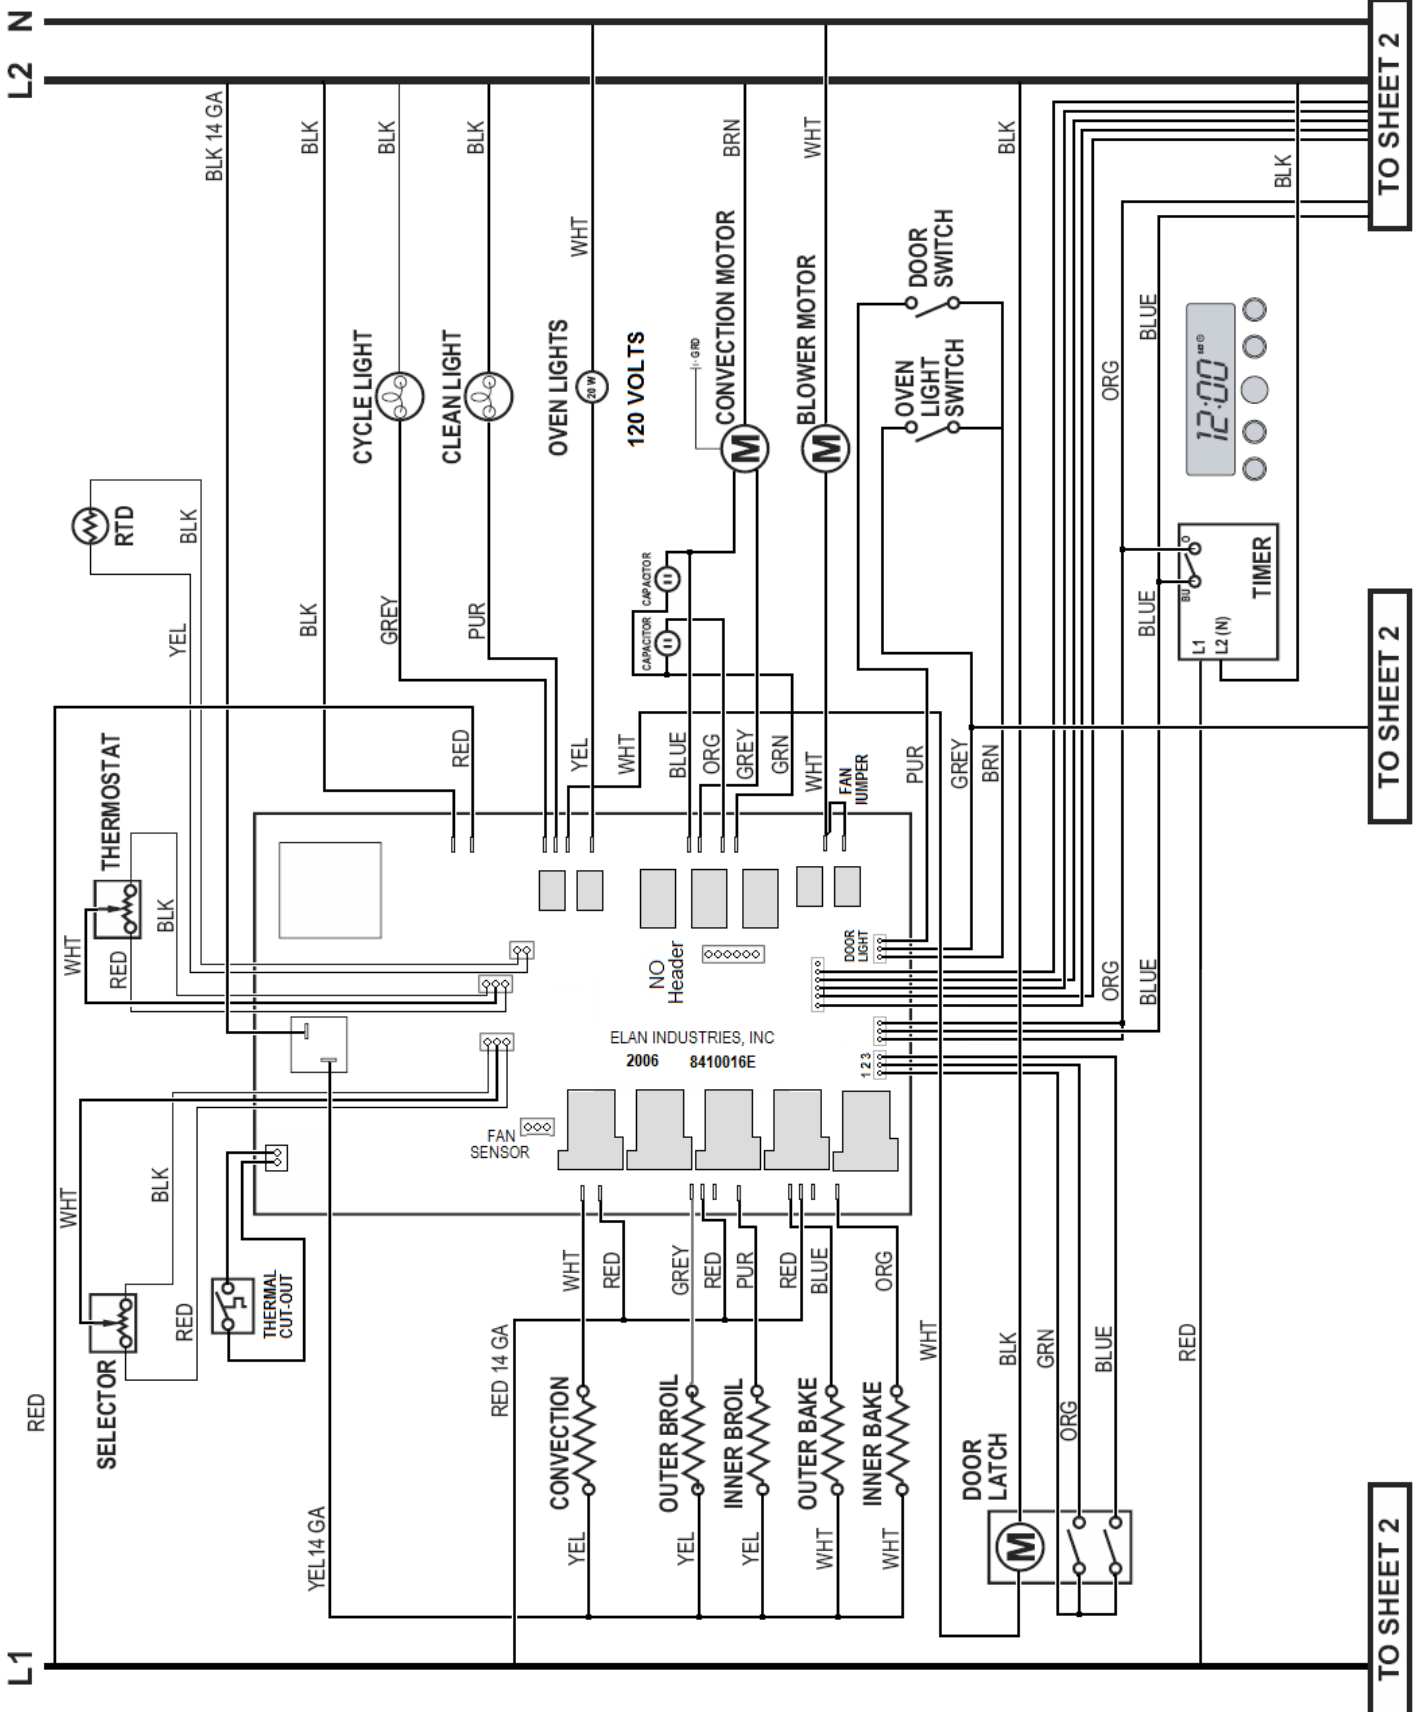 L1
L2
N
RED
BLK 14 GA
BLK
BLK
BLK
BRN
WHT
BLK
BLK
WHT
TO SHEET 2
RTD
BLK
YEL
CYCLE LIGHT
CLEAN LIGHT
OVEN LIGHTS
20 W
120 VOLTS
GRD
CONVECTION MOTOR
M
BLOWER MOTOR
M
DOOR
SWITCH
OVEN
LIGHT
SWITCH
BLUE
ORG
12:00
BLK
GREY
PUR
CAPACITOR
CAPACITOR
BLUE
BU
O
L1
L2 (N)
TIMER
TO SHEET 2
THERMOSTAT
WHT
RED
BLK
RED
YEL
WHT
BLUE
ORG
GREY
GRN
WHT
FAN
IUMPER
PUR
GREY
BRN
NO
Header
DOOR
LIGHT
ORG
BLUE
ELAN INDUSTRIES, INC
2006 8410016E
1 2 3
FAN
SENSOR
WHT
BLK
RED
SELECTOR
THERMAL
CUT-OUT
WHT
RED
GREY
RED
PUR
RED
BLUE
ORG
RED 14 GA
YEL14 GA
CONVECTION
OUTER BROIL
INNER BROIL
OUTER BAKE
INNER BAKE
YEL
YEL
YEL
WHT
WHT
WHT
BLK
GRN
ORG
BLUE
RED
DOOR
LATCH
M
TO SHEET 2